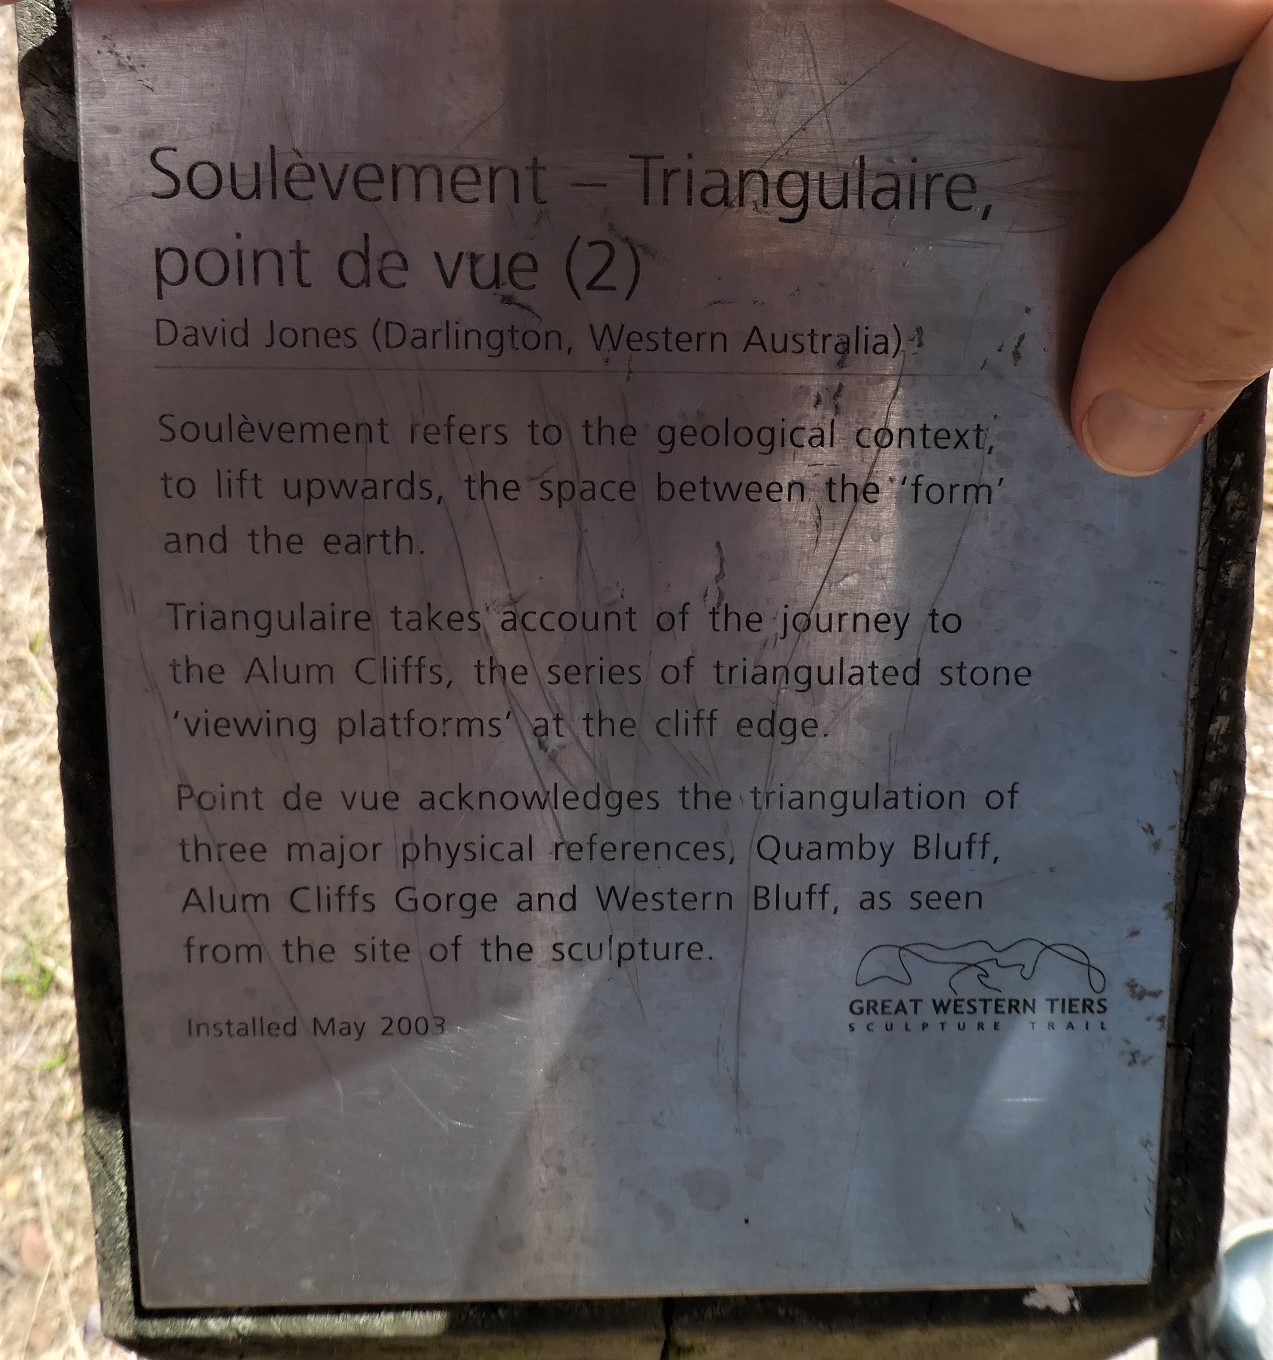 Soulèvement – Triangulaire,
point de vue (2)
David Jones (Darlington, Western Australia)
Soulèvement refers to the geological context,
to lift upwards, the space between the ‘form’
and the earth.
Triangulaire takes account of the journey to
the Alum Cliffs, the series of triangulated stone
‘viewing platforms’ at the cliff edge.
Point de vue acknowledges the triangulation of
three major physical references, Quamby Bluff,
Alum Cliffs Gorge and Western Bluff, as seen
from the site of the sculpture.
Installed May 2003
GREAT WESTERN TIERS
SCULPTURE TRAIL